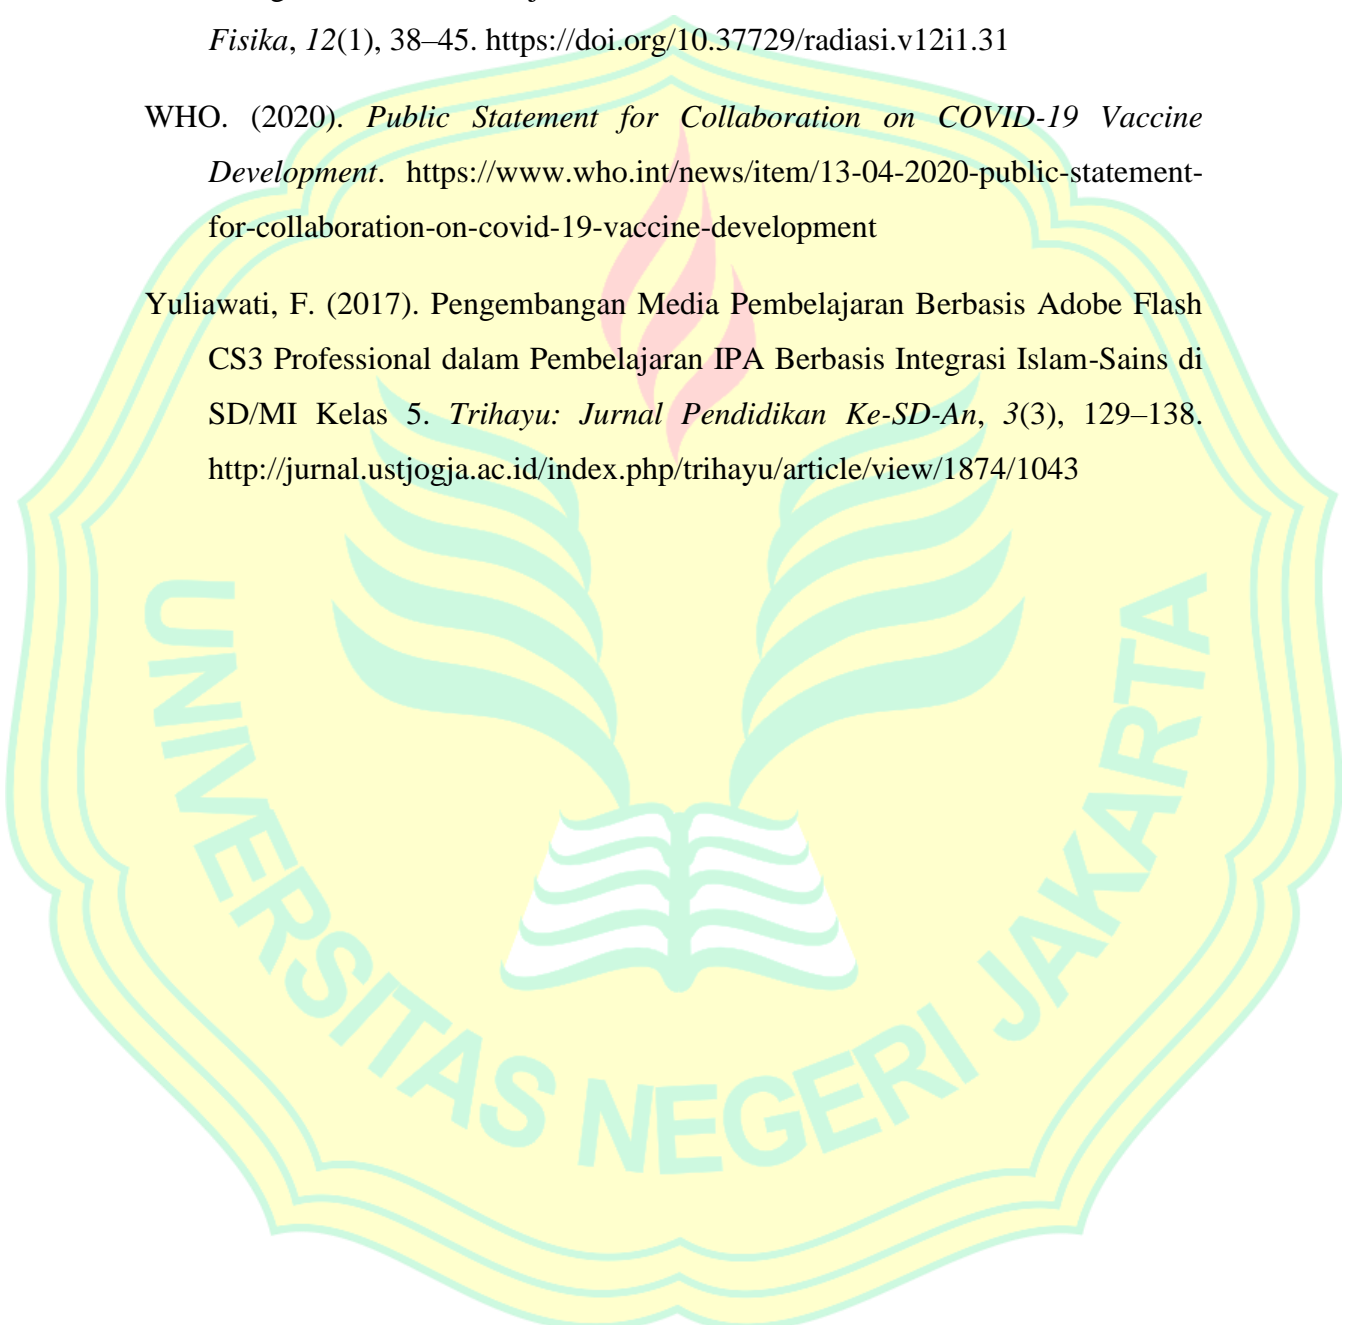 Fisika, 12(1), 38–45. https://doi.org/10.37729/radiasi.v12i1.31
WHO. (2020). Public Statement for Collaboration on COVID-19 Vaccine
Development. https://www.who.int/news/item/13-04-2020-public-statement-
for-collaboration-on-covid-19-vaccine-development
Yuliawati, F. (2017). Pengembangan Media Pembelajaran Berbasis Adobe Flash
CS3 Professional dalam Pembelajaran IPA Berbasis Integrasi Islam-Sains di
SD/MI Kelas 5. Trihayu: Jurnal Pendidikan Ke-SD-An, 3(3), 129–138.
http://jurnal.ustjogja.ac.id/index.php/trihayu/article/view/1874/1043
UNIVERSITAS NEGERI JAKARTA